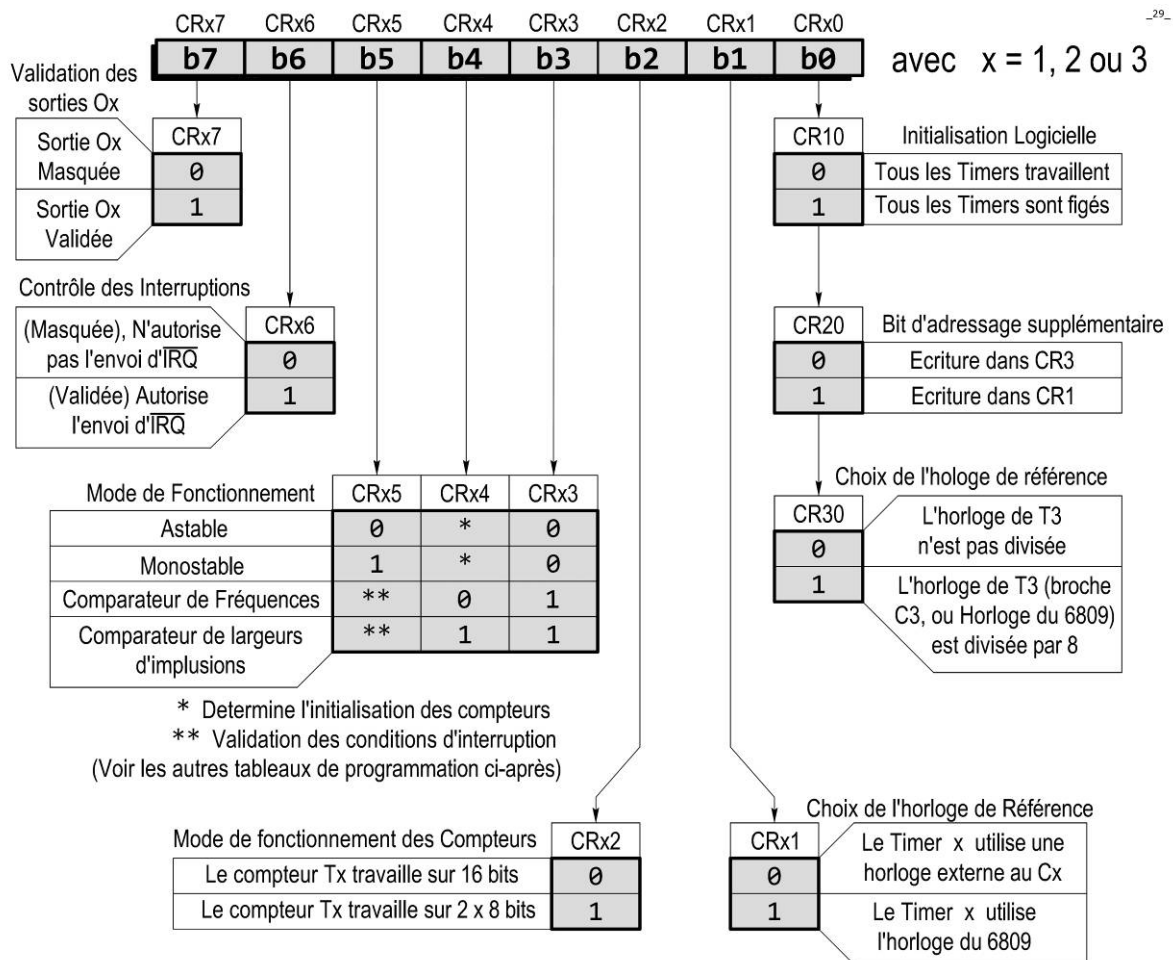 _29_
CRx7 CRx6 CRx5 CRx4 CRx3 CRx2 CRx1 CRx0
b7 b6 b5 b4 b3 b2 b1 b0
avec x = 1, 2 ou 3
Validation des
sorties Ox
CRx7
Sortie Ox
Masquée
0
Sortie Ox
Validée
1
CR10
Initialisation Logicielle
0 Tous les Timers travaillent
1 Tous les Timers sont figés
Contrôle des Interruptions
CRx6
(Masquée), N'autorise
pas l'envoi d'IRQ
0
(Validée) Autorise
l'envoi d'IRQ
1
CR20
Bit d'adressage supplémentaire
0 Ecriture dans CR3
1 Ecriture dans CR1
Mode de Fonctionnement CRx5 CRx4 CRx3
Astable 0 * 0
Monostable 1 * 0
Comparateur de Fréquences ** 0 1
Comparateur de largeurs
d'implusions
** 1 1
Choix de l'hologe de référence
CR30
0
L'horloge de T3
n'est pas divisée
1
L'horloge de T3 (broche
C3, ou Horloge du 6809)
est divisée par 8
* Determine l'initialisation des compteurs
** Validation des conditions d'interruption
(Voir les autres tableaux de programmation ci-après)
Mode de fonctionnement des Compteurs CRx2
Le compteur Tx travaille sur 16 bits 0
Le compteur Tx travaille sur 2 x 8 bits 1
Choix de l'horloge de Référence
CRx1
0
Le Timer x utilise une
horloge externe au Cx
1
Le Timer x utilise
l'horloge du 6809